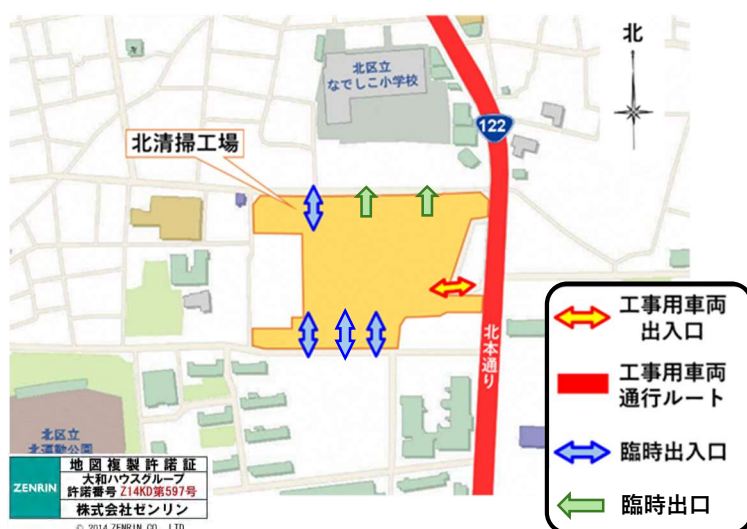 北区立
なでしこ小学校
北
122
北清掃工場
北本通り
工事用車両
出入口
工事用車両
通行ルート
臨時出入口
臨時出口
北区立
北運動公園
ZENRIN
地図複製許諾証
大和ハウスグループ
許諾番号 Z14KD第597号
株式会社ゼンリン
© 2014 ZENRIN CO., LTD.